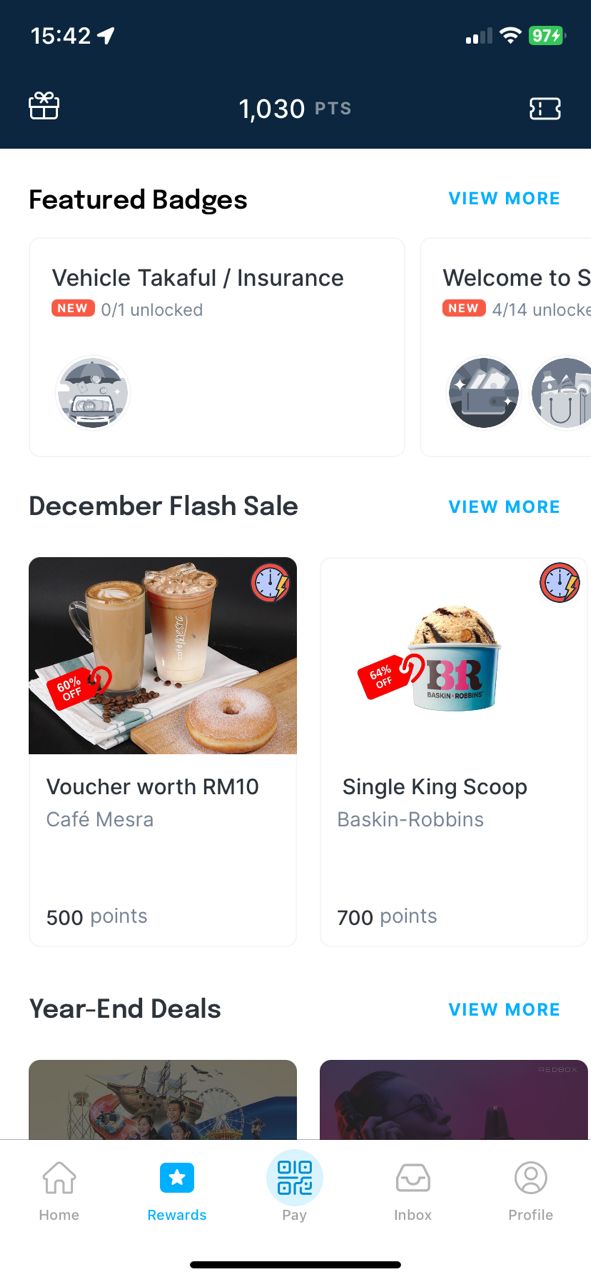 15:42
97
1,030 PTS
Featured Badges
VIEW MORE
Vehicle Takaful / Insurance
NEW 0/1 unlocked
Welcome to S
NEW 4/14 unlocke
December Flash Sale
VIEW MORE
60%
OFF
64%
OFF
BR
BASKIN-ROBBINS
Voucher worth RM10
Café Mesra
500 points
Single King Scoop
Baskin-Robbins
700 points
Year-End Deals
VIEW MORE
REDBOX
Home
Rewards
Pay
Inbox
Profile